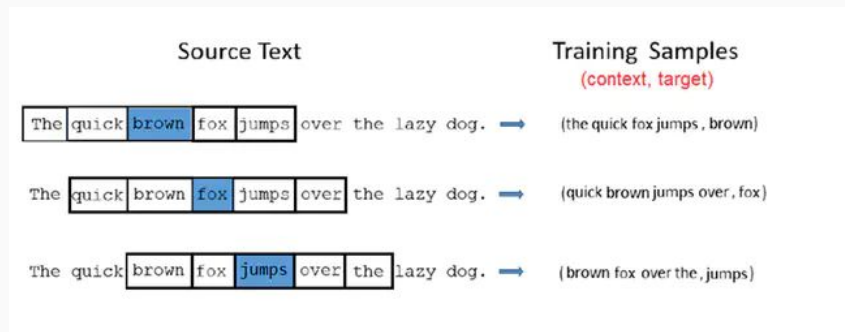 Source Text
Training Samples
(context, target)
The quick brown fox jumps over the lazy dog.
(the quick fox jumps, brown)
The quick brown fox jumps over the lazy dog.
(quick brown jumps over, fox)
The quick brown fox jumps over the lazy dog.
(brown fox over the, jumps)